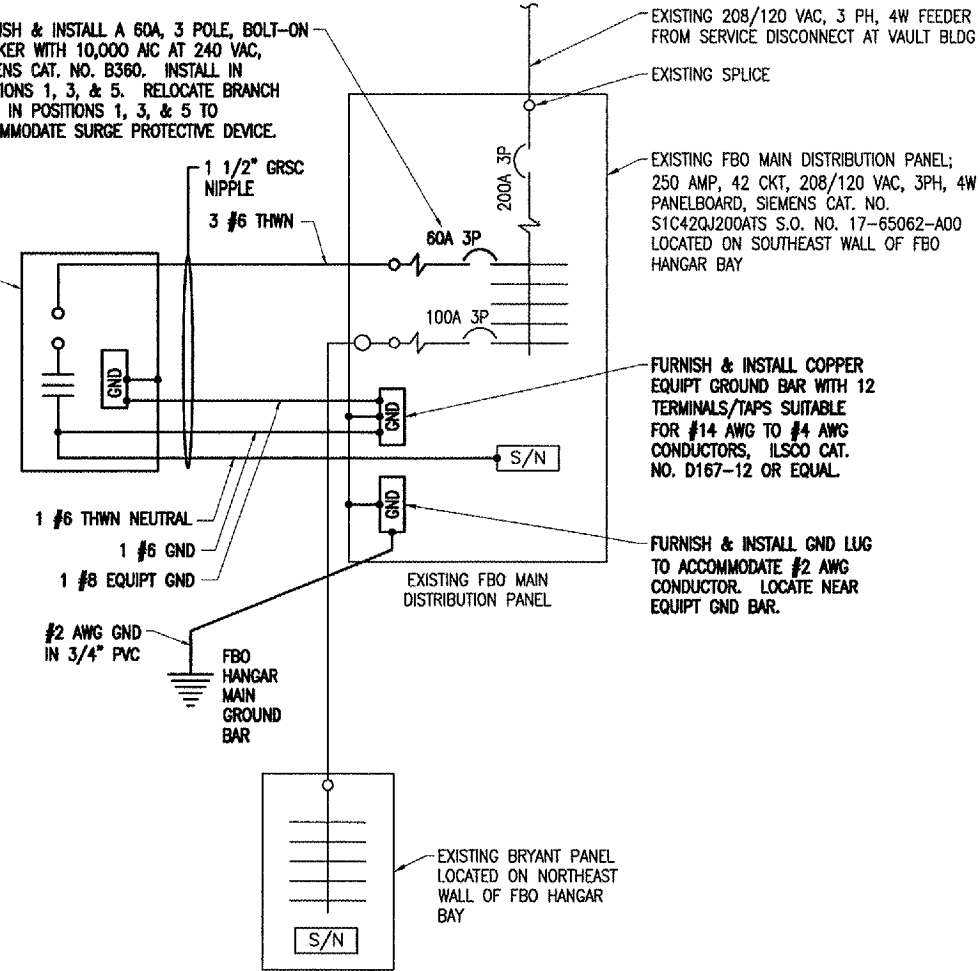 ISH & INSTALL A 60A, 3 POLE, BOLT-ON
KER WITH 10,000 AIC AT 240 VAC,
ENS CAT. NO. B360. INSTALL IN
TIONS 1, 3, & 5. RELOCATE BRANCH
IN POSITIONS 1, 3, & 5 TO
MMODATE SURGE PROTECTIVE DEVICE.
EXISTING 208/120 VAC, 3 PH, 4W FEEDER
FROM SERVICE DISCONNECT AT VAULT BLDG
EXISTING SPLICE
EXISTING FBO MAIN DISTRIBUTION PANEL;
250 AMP, 42 CKT, 208/120 VAC, 3PH, 4W
PANELBOARD, SIEMENS CAT. NO.
S1C42QJ200ATS S.O. NO. 17-65062-A00
LOCATED ON SOUTHEAST WALL OF FBO
HANGAR BAY
1 1/2" GRSC
NIPPLE
3 #6 THWN
200A 3P
60A 3P
100A 3P
GND
GND
S/N
GND
FURNISH & INSTALL COPPER
EQUIPT GROUND BAR WITH 12
TERMINALS/TAPS SUITABLE
FOR #14 AWG TO #4 AWG
CONDUCTORS, ILSCO CAT.
NO. D167-12 OR EQUAL.
1 #6 THWN NEUTRAL
1 #6 GND
1 #8 EQUIPT GND
EXISTING FBO MAIN
DISTRIBUTION PANEL
FURNISH & INSTALL GND LUG
TO ACCOMMODATE #2 AWG
CONDUCTOR. LOCATE NEAR
EQUIPT GND BAR.
#2 AWG GND
IN 3/4" PVC
FBO
HANGAR
MAIN
GROUND
BAR
EXISTING BRYANT PANEL
LOCATED ON NORTHEAST
WALL OF FBO HANGAR
BAY
S/N